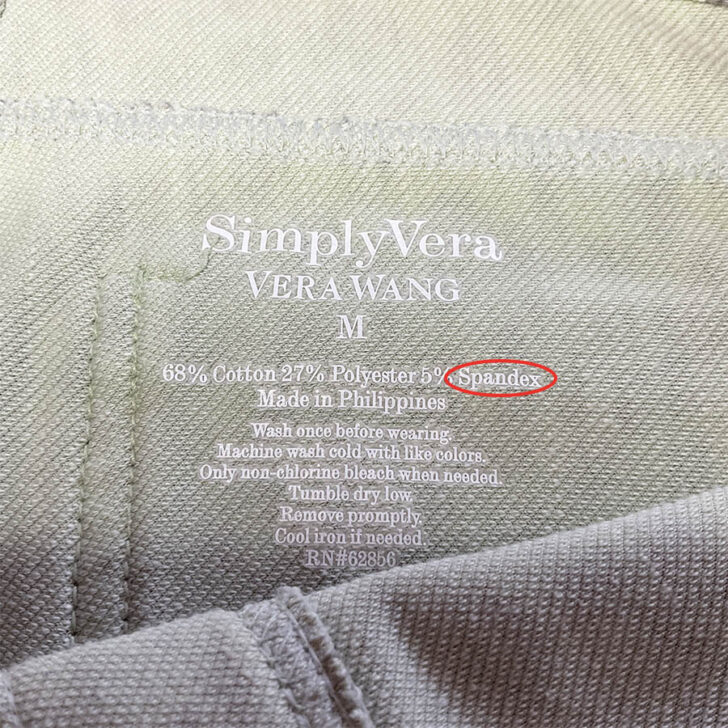 SimplyVera
VERA WANG
M
68% Cotton 27% Polyester 5% Spandex
Made in Philippines
Wash once before wearing.
Machine wash cold with like colors.
Only non-chlorine bleach when needed.
Tumble dry low.
Remove promptly.
Cool iron if needed.
RN#62856